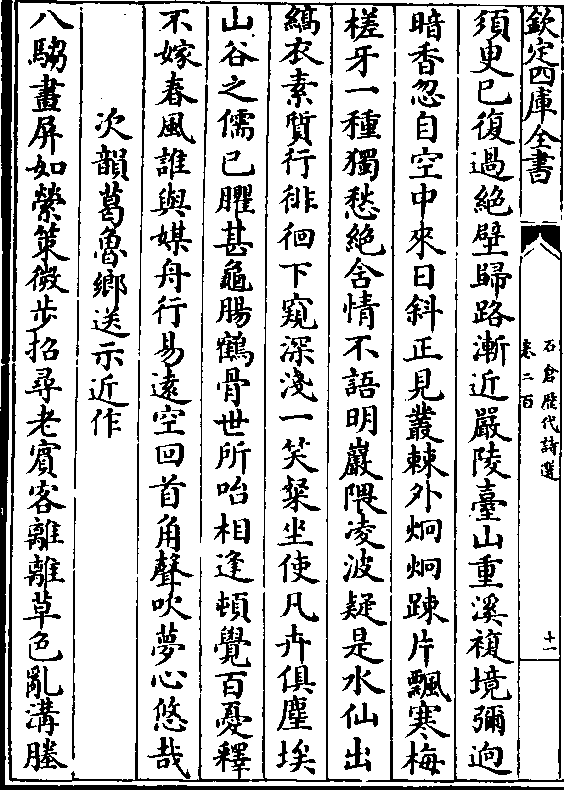 欽定四庫全書
石倉歴代詩選
卷二百
十一
須臾已復過絶壁歸路漸近嚴陵臺山重溪複境彌逈
暗香忽自空中來日斜正見叢棘外炯炯踈片飄寒梅
槎牙一種獨愁絶含情不語明巖隈凌波疑是水仙出
縞衣素質行徘徊下窺深淺一笑粲坐使凡卉俱塵埃
山谷之儒已臞甚龜腸鶴骨世所咍相逢頓覺百憂釋
不嫁春風誰與媒舟行易遠空回首角聲吹夢心悠哉
次韻葛魯鄉送示近作
八騧畫屏如縈策微步招尋老賓客離離草色亂溝塍